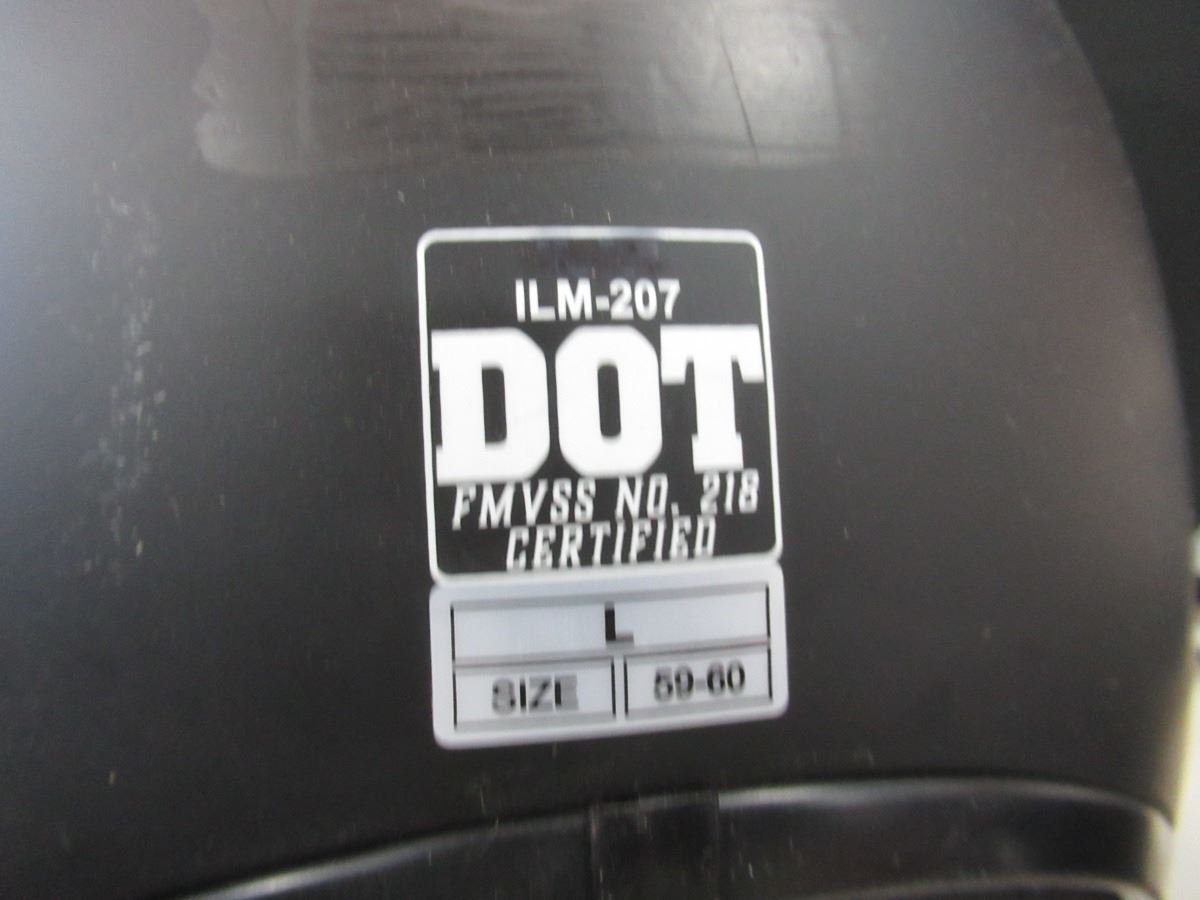 ILM-207
DOT
FMVSS NO. 218
CERTIFIED
L
SIZE 59-60